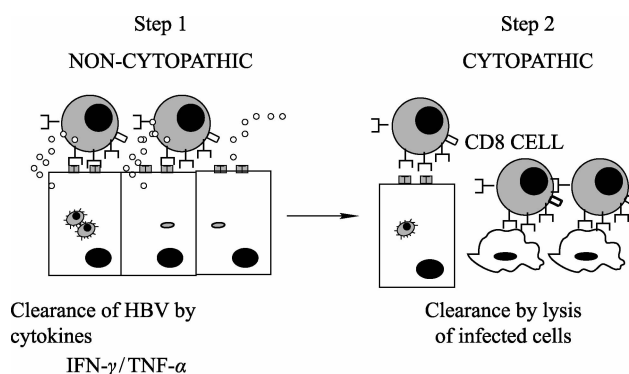 Step 1
NON-CYTOPATHIC
Step 2
CYTOPATHIC
CD8 CELL
Clearance of HBV by
cytokines
IFN-γ/TNF-α
Clearance by lysis
of infected cells